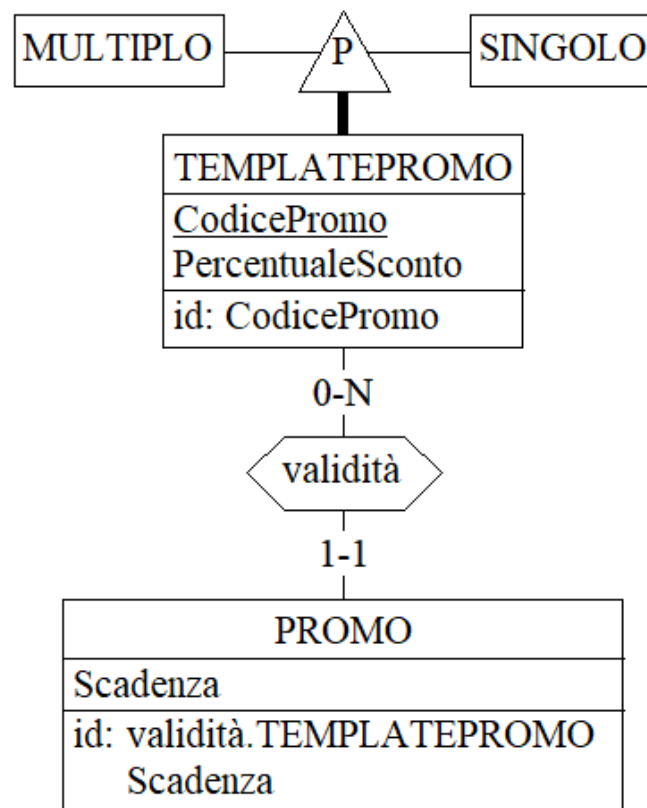 MULTIPLO
P
SINGOLO
TEMPLATEPROMO
CodicePromo
PercentualeSconto
id: CodicePromo
0-N
validità
1-1
PROMO
Scadenza
id: validità.TEMPLATEPROMO
Scadenza